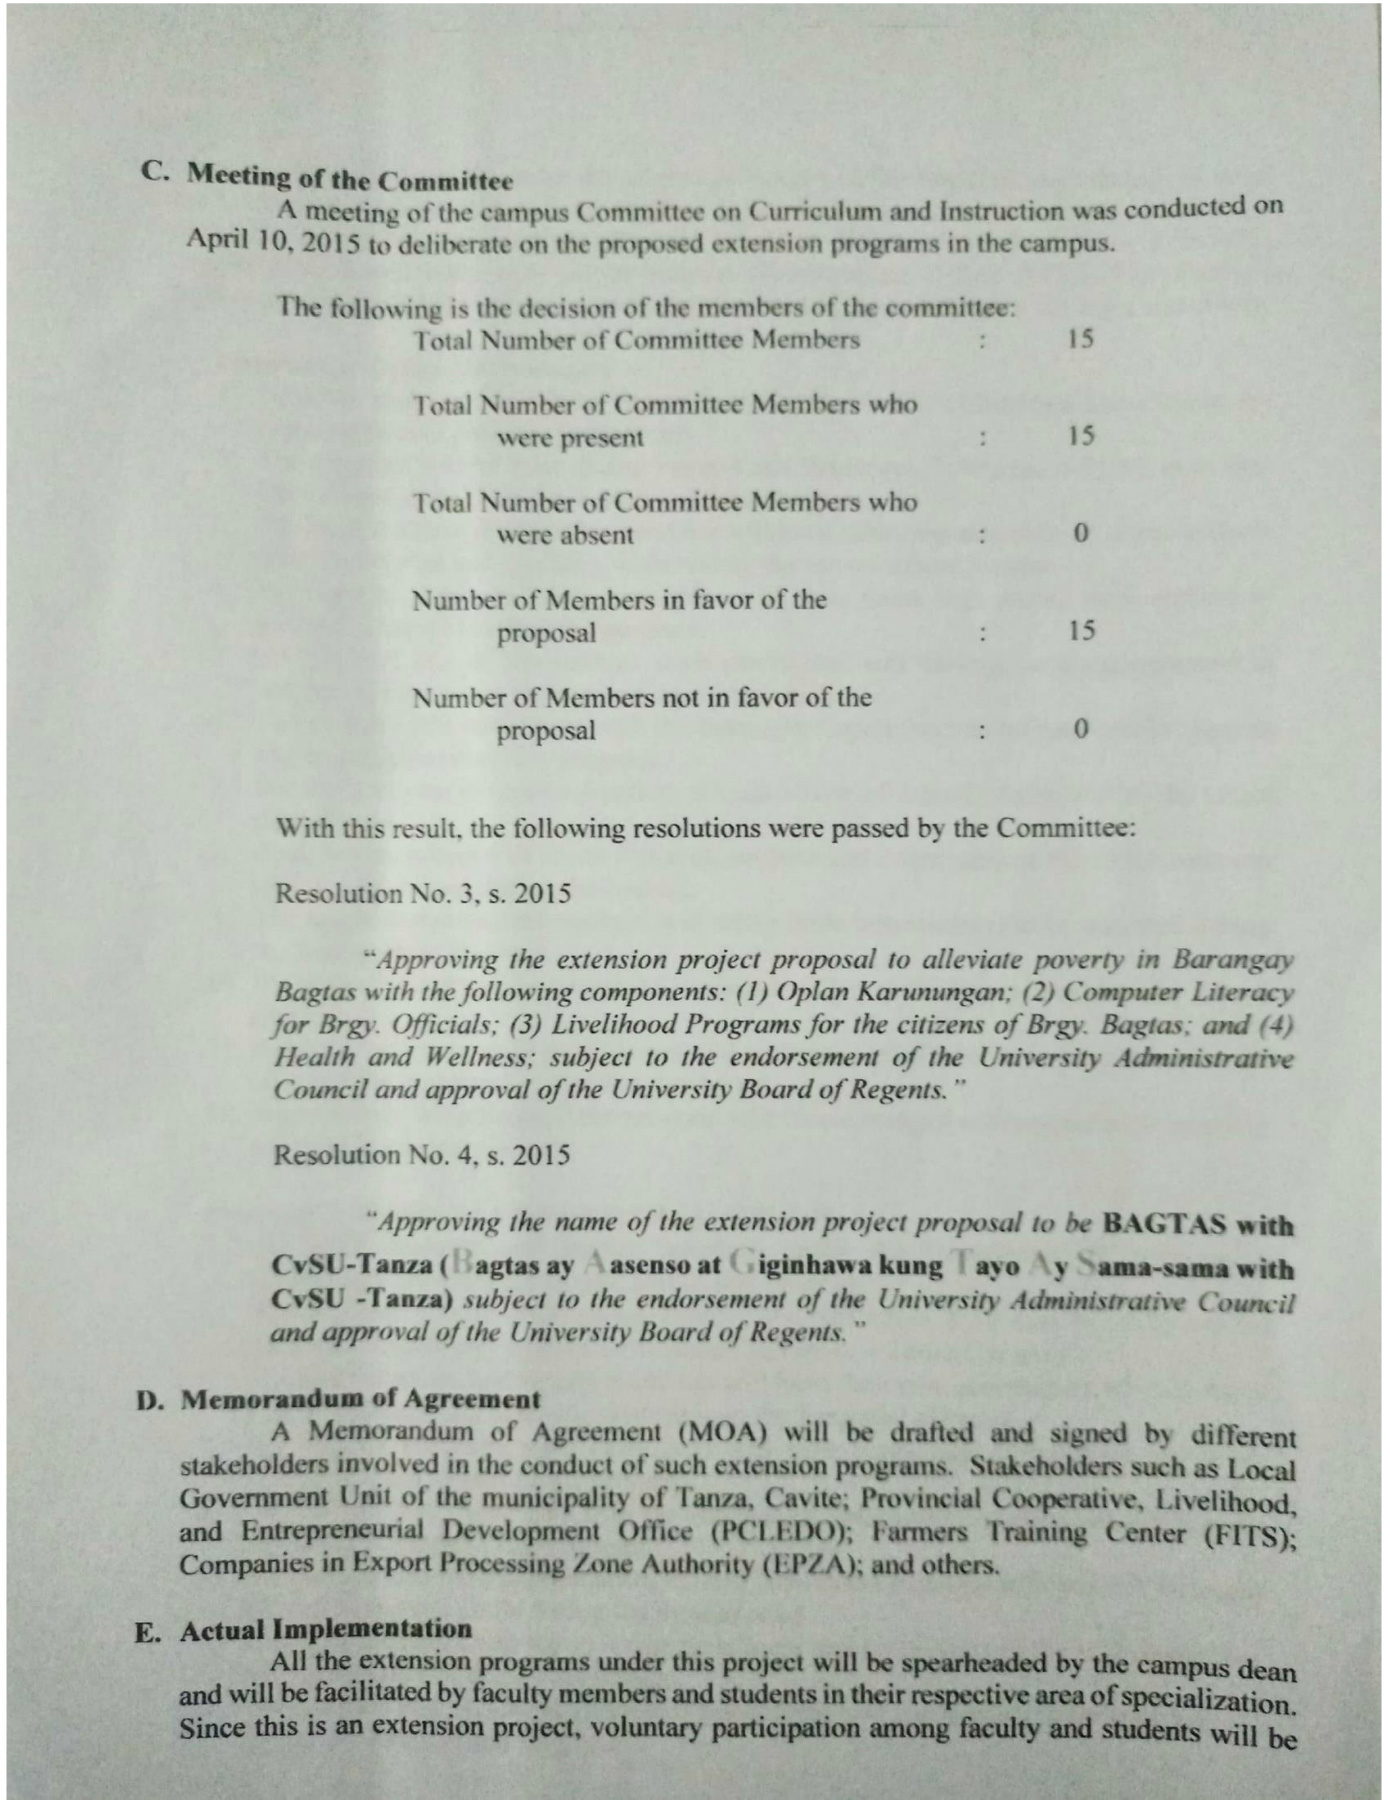 C. Meeting of the Committee
A meeting of the campus Committee on Curriculum and Instruction was conducted on
April 10, 2015 to deliberate on the proposed extension programs in the campus.
The following is the decision of the members of the committee:
Total Number of Committee Members : 15
Total Number of Committee Members who
were present : 15
Total Number of Committee Members who
were absent : 0
Number of Members in favor of the
proposal : 15
Number of Members not in favor of the
proposal : 0
With this result, the following resolutions were passed by the Committee:
Resolution No. 3, s. 2015
“Approving the extension project proposal to alleviate poverty in Barangay
Bagtas with the following components: (1) Oplan Karunungan; (2) Computer Literacy
for Brgy. Officials; (3) Livelihood Programs for the citizens of Brgy. Bagtas; and (4)
Health and Wellness; subject to the endorsement of the University Administrative
Council and approval of the University Board of Regents.”
Resolution No. 4, s. 2015
“Approving the name of the extension project proposal to be BAGTAS with
CvSU-Tanza (Bagtas ay Aasenso at Giginhawa kung Tayo Ay Sama-sama with
CvSU -Tanza) subject to the endorsement of the University Administrative Council
and approval of the University Board of Regents.”
D. Memorandum of Agreement
A Memorandum of Agreement (MOA) will be drafted and signed by different
stakeholders involved in the conduct of such extension programs. Stakeholders such as Local
Government Unit of the municipality of Tanza, Cavite; Provincial Cooperative, Livelihood,
and Entrepreneurial Development Office (PCLEDO); Farmers Training Center (FITS);
Companies in Export Processing Zone Authority (EPZA); and others.
E. Actual Implementation
All the extension programs under this project will be spearheaded by the campus dean
and will be facilitated by faculty members and students in their respective area of specialization.
Since this is an extension project, voluntary participation among faculty and students will be